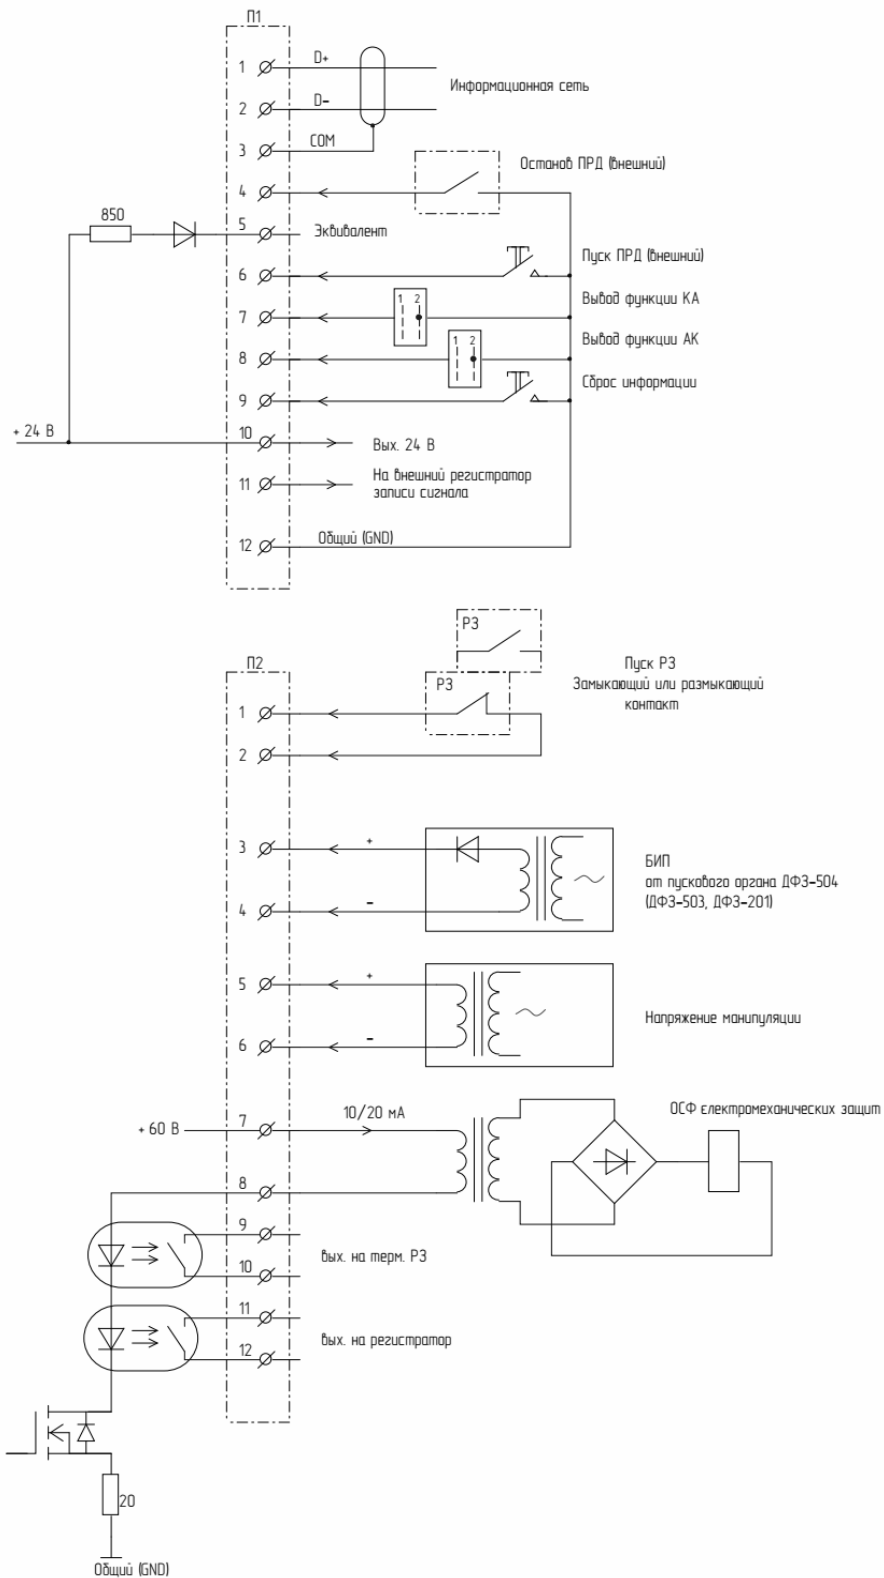 П1
1
D+
2
D-
Информационная сеть
3
COM
4
Останов ПРД (внешний)
850
5
Эквивалент
6
Пуск ПРД (внешний)
7
1 2
Вывод функции КА
8
1 2
Вывод функции АК
9
Сброс информации
+ 24 В
10
Вых. 24 В
11
На внешний регистратор
записи сигнала
12
Общий (GND)
РЗ
П2
РЗ
Пуск РЗ
Замыкающий или размыкающий
контакт
1
2
3
+
4
-
БИП
от пускового органа ДФЗ-504
(ДФЗ-503, ДФЗ-201)
5
+
6
-
Напряжение манипуляции
+ 60 В
7
10/20 мА
ОСФ електромеханических защит
8
9
10
вых. на терм. РЗ
11
12
вых. на регистратор
20
Общий (GND)